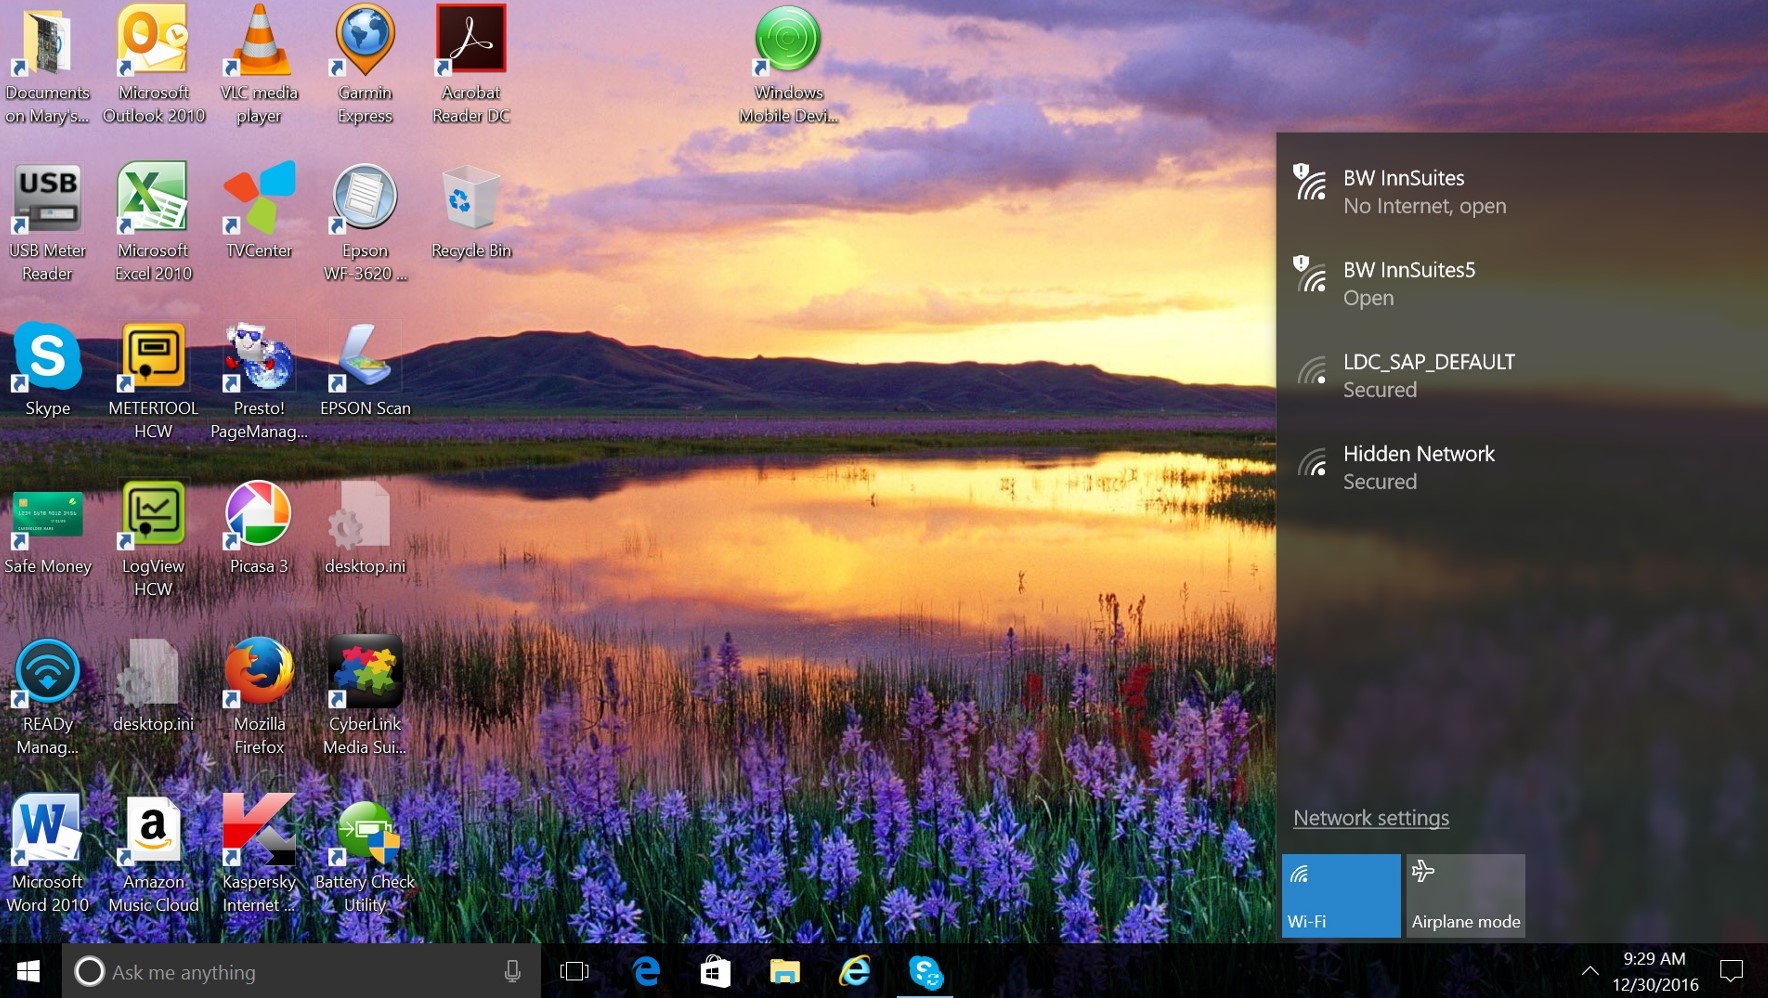 Documents
on Mary's...
Microsoft
Outlook 2010
VLC media
player
Garmin
Express
Acrobat
Reader DC
Windows
Mobile Devi...
USB
USB Meter
Reader
Microsoft
Excel 2010
TVCenter
Epson
WF-3620 ...
Recycle Bin
Skype
METERTOOL
HCW
Presto!
PageManag...
EPSON Scan
Safe Money
LogView
HCW
Picasa 3
desktop.ini
READy
Manag...
desktop.ini
Mozilla
Firefox
CyberLink
Media Sui...
Microsoft
Word 2010
Amazon
Music Cloud
Kaspersky
Internet ...
Battery Check
Utility
BW InnSuites
No Internet, open
BW InnSuites5
Open
LDC_SAP_DEFAULT
Secured
Hidden Network
Secured
Network settings
Wi-Fi
Airplane mode
Ask me anything
9:29 AM
12/30/2016